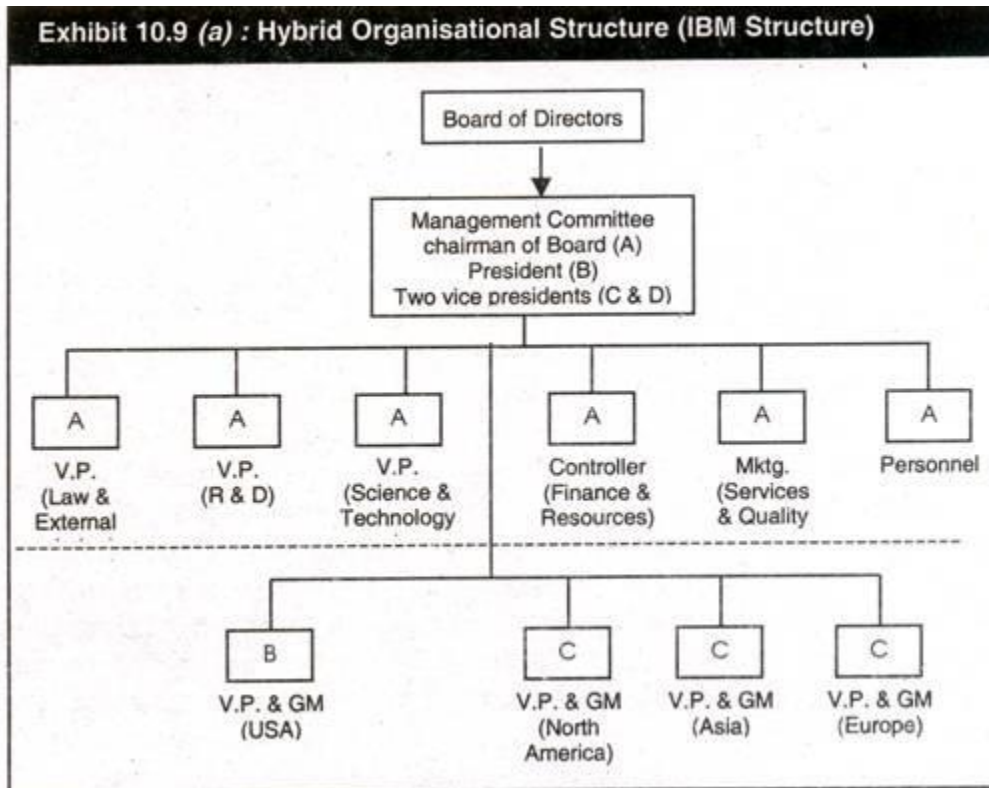 Exhibit 10.9 (a) : Hybrid Organisational Structure (IBM Structure)
Board of Directors
Management Committee
chairman of Board (A)
President (B)
Two vice presidents (C & D)
A
A
A
A
A
A
V.P.
(Law &
External
V.P.
(R & D)
V.P.
(Science &
Technology
Controller
(Finance &
Resources)
Mktg.
(Services
& Quality
Personnel
B
C
C
C
V.P. & GM
(USA)
V.P. & GM
(North
America)
V.P. & GM
(Asia)
V.P. & GM
(Europe)